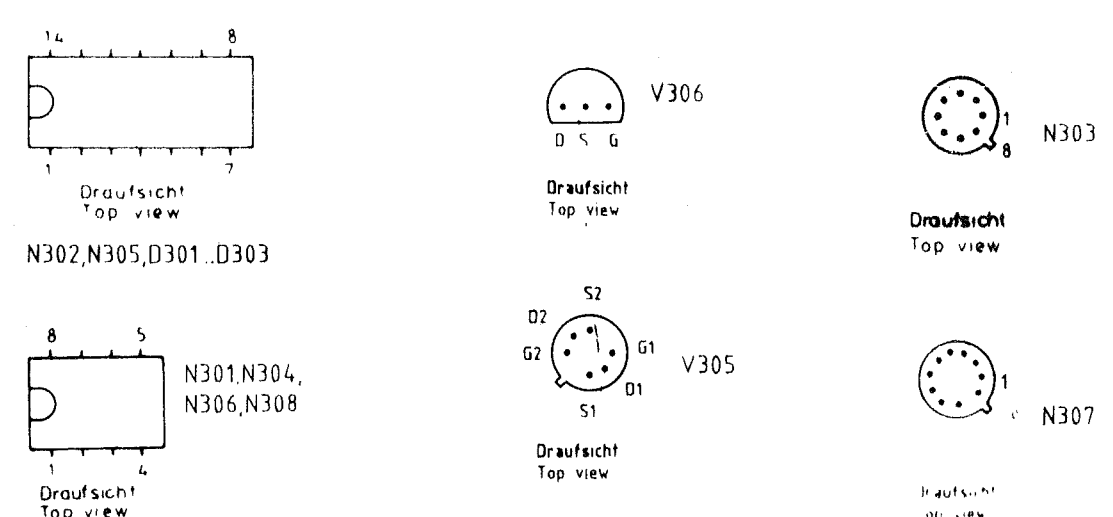 14 8
1 7
Draufsicht
Top view
N302,N305,D301..D303
8 5
N301,N304,
N306,N308
1 4
Draufsicht
Top view
V306
D S G
Draufsicht
Top view
S2
D2
G2 G1
V305
D1
S1
Draufsicht
Top view
1
8
N303
Draufsicht
Top view
1
N307
Draufsicht
view